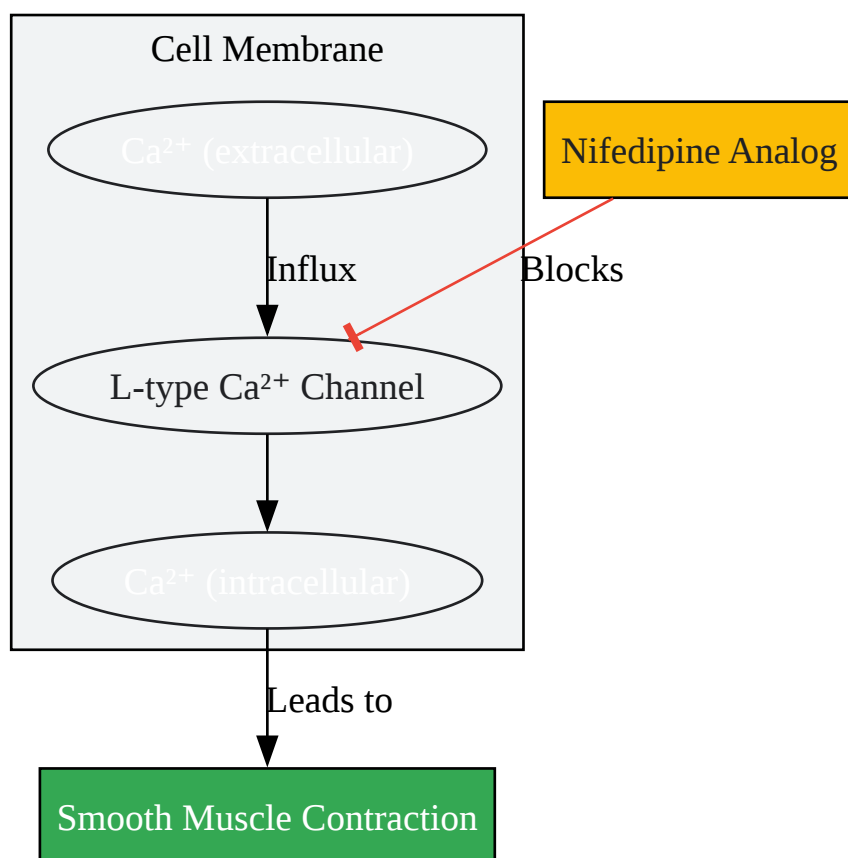 Cell Membrane
Ca²⁺ (extracellular)
Nifedipine Analog
Influx
Blocks
L-type Ca²⁺ Channel
Ca²⁺ (intracellular)
Leads to
Smooth Muscle Contraction